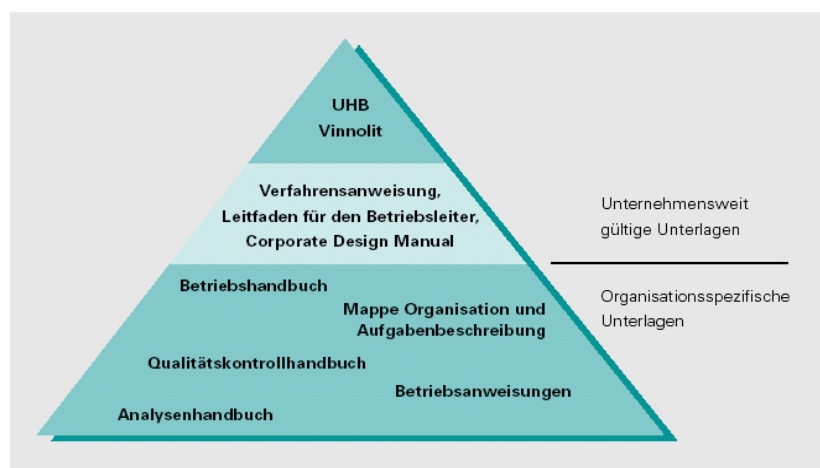 UHB
Vinnolit
Verfahrensanweisung,
Leitfaden für den Betriebsleiter,
Corporate Design Manual
Unternehmensweit
gültige Unterlagen
Betriebshandbuch
Mappe Organisation und
Aufgabenbeschreibung
Organisationsspezifische
Unterlagen
Qualitätskontrollhandbuch
Betriebsanweisungen
Analysenhandbuch